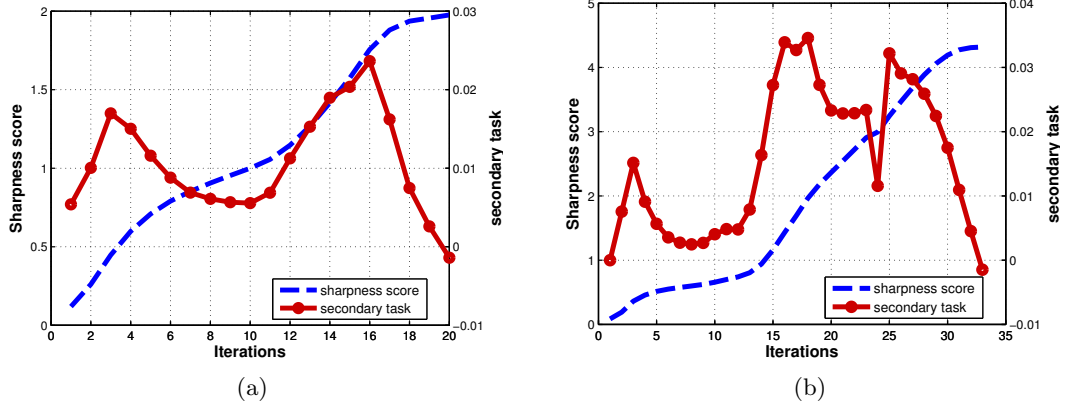 2
1.5
1
0.5
0
0.03
0.02
0.01
0
−0.01
0 2 4 6 8 10 12 14 16 18 20
Sharpness score
secondary task
Iterations
sharpness score
secondary task
(a)
5
4
3
2
1
0
0.04
0.03
0.02
0.01
0
−0.01
0 5 10 15 20 25 30 35
Sharpness score
secondary task
Iterations
sharpness score
secondary task
(b)